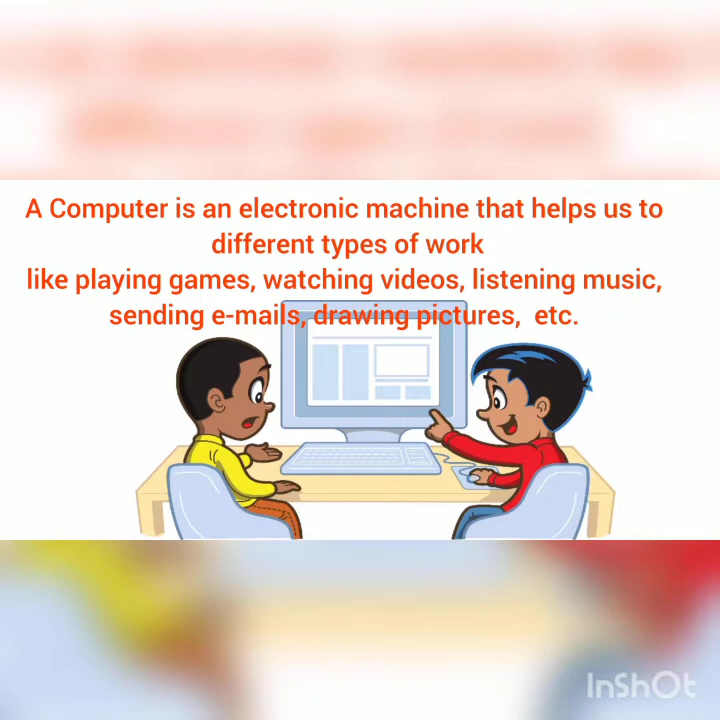 A Computer is an electronic machine that helps us to
different types of work
like playing games, watching videos, listening music,
sending e-mails, drawing pictures, etc.
InShOt